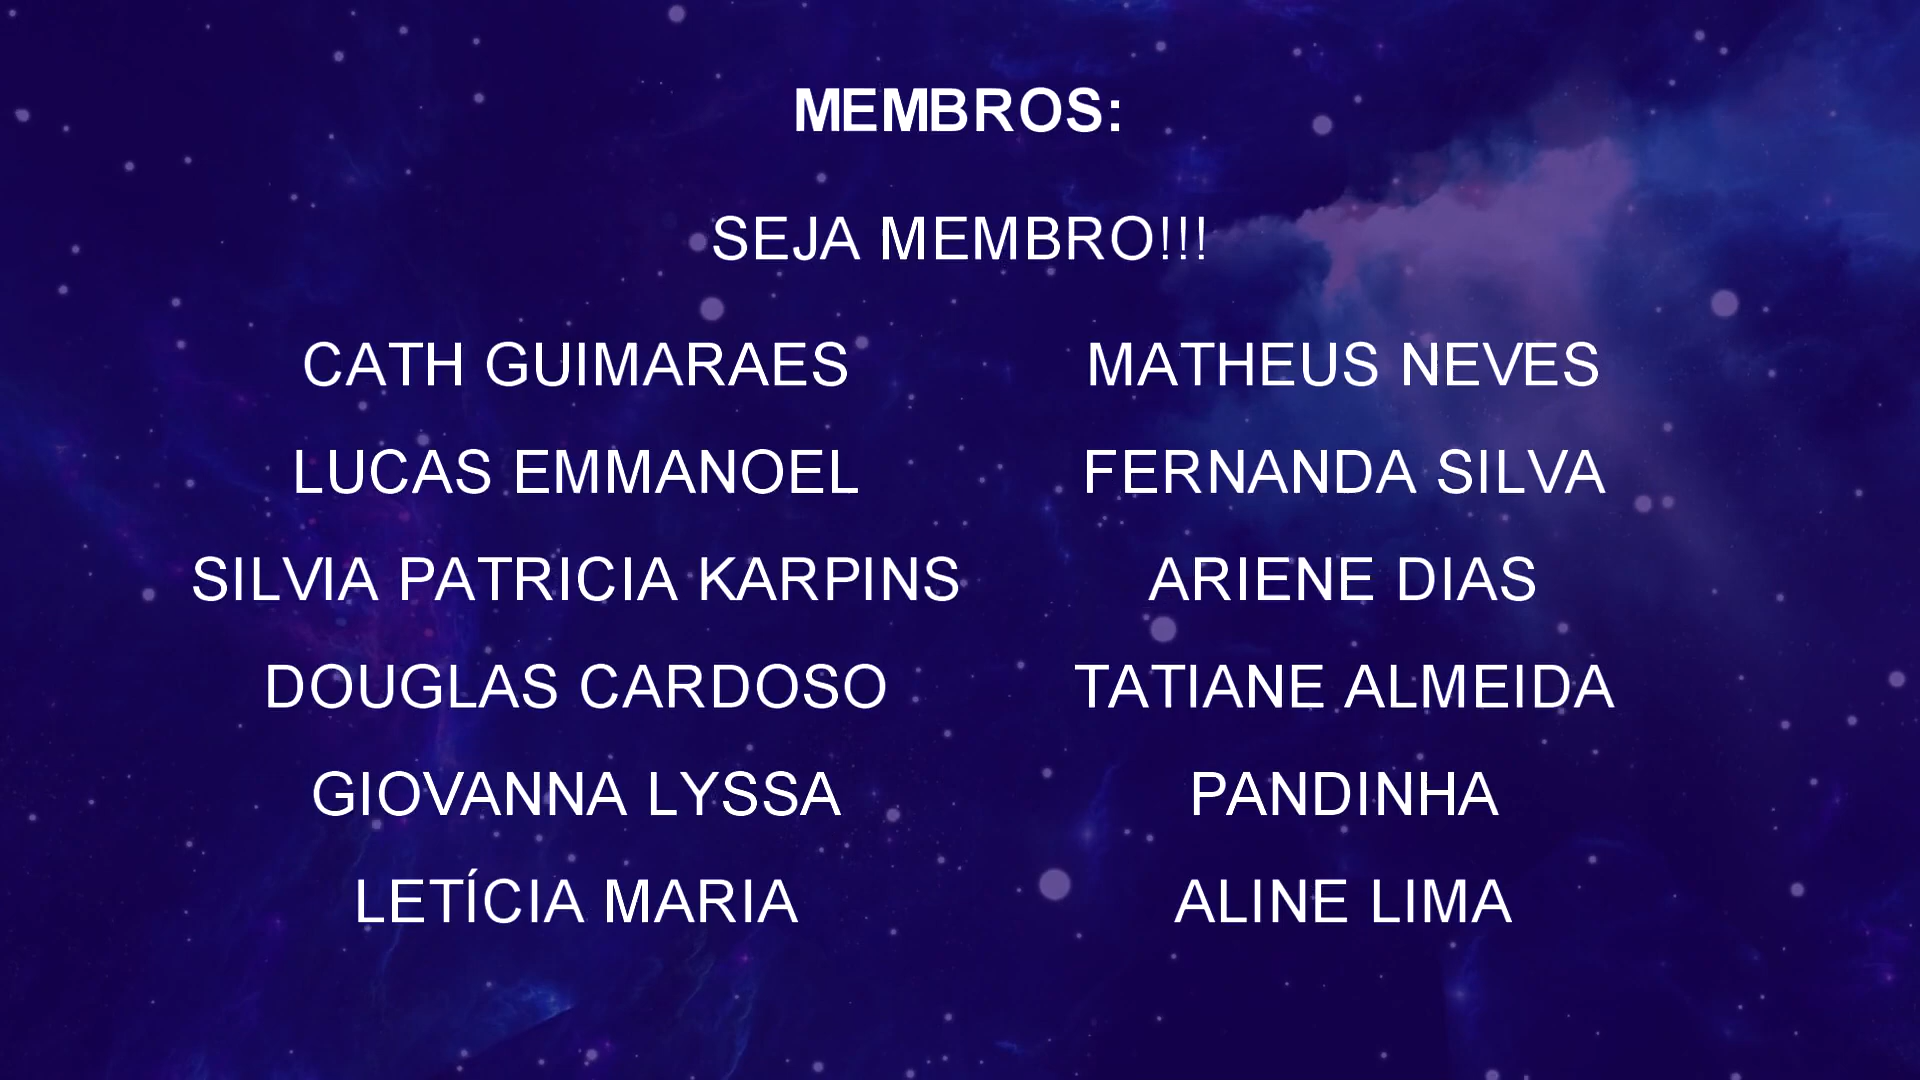 MEMBROS:
SEJA MEMBRO!!!
CATH GUIMARAES
LUCAS EMMANOEL
SILVIA PATRICIA KARPINS
DOUGLAS CARDOSO
GIOVANNA LYSSA
LETÍCIA MARIA
MATHEUS NEVES
FERNANDA SILVA
ARIENE DIAS
TATIANE ALMEIDA
PANDINHA
ALINE LIMA